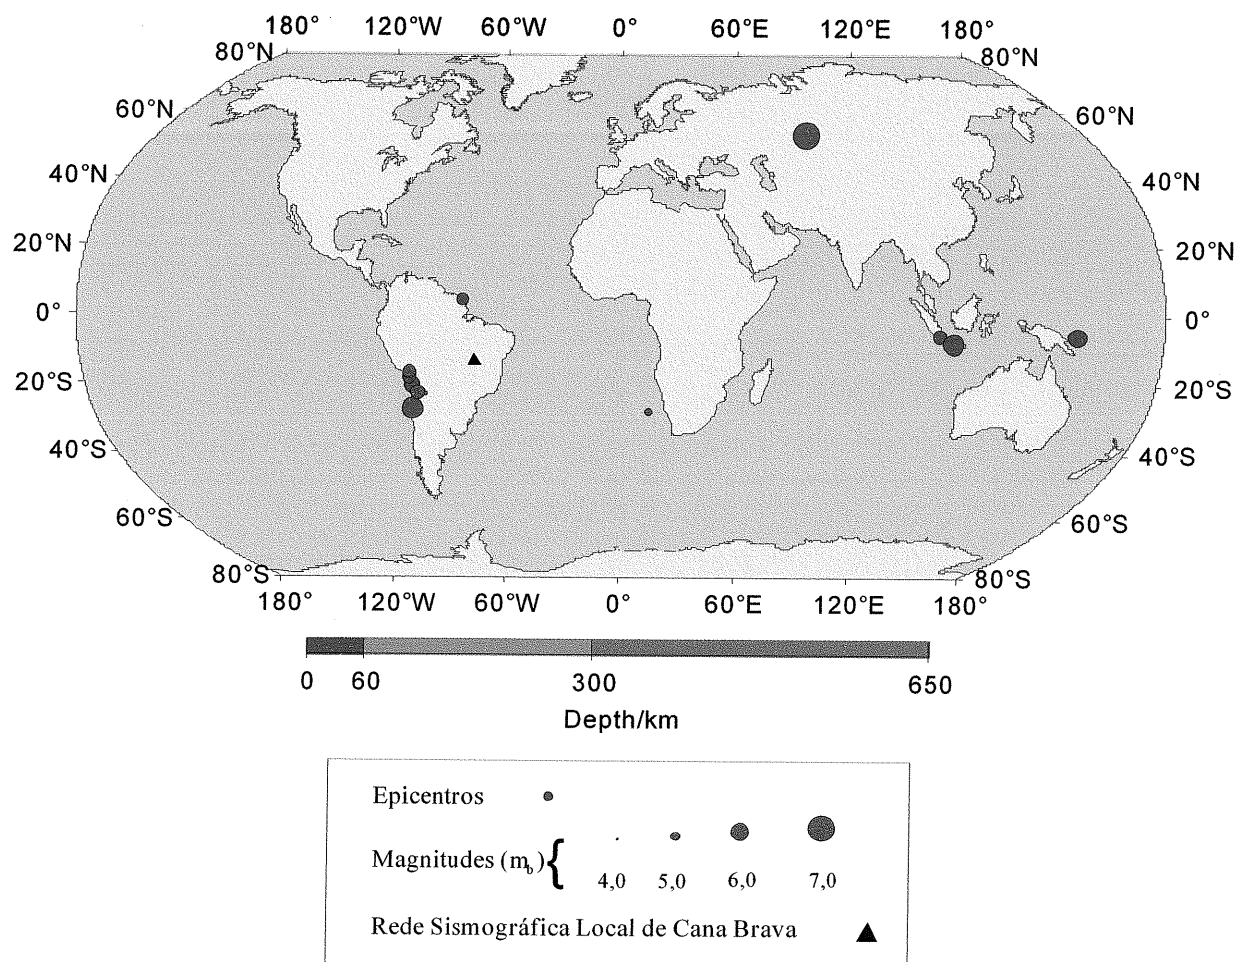 180° 120°W 60°W 0° 60°E 120°E 180°
80°N 80°N
60°N 60°N
40°N 40°N
20°N 20°N
0° 0°
20°S 20°S
40°S 40°S
60°S 60°S
80°S 80°S
180° 120°W 60°W 0° 60°E 120°E 180°
0 60 300 650
Depth/km
Epicentros
Magnitudes (m_b) {
4,0 5,0 6,0 7,0
Rede Sismográfica Local de Cana Brava